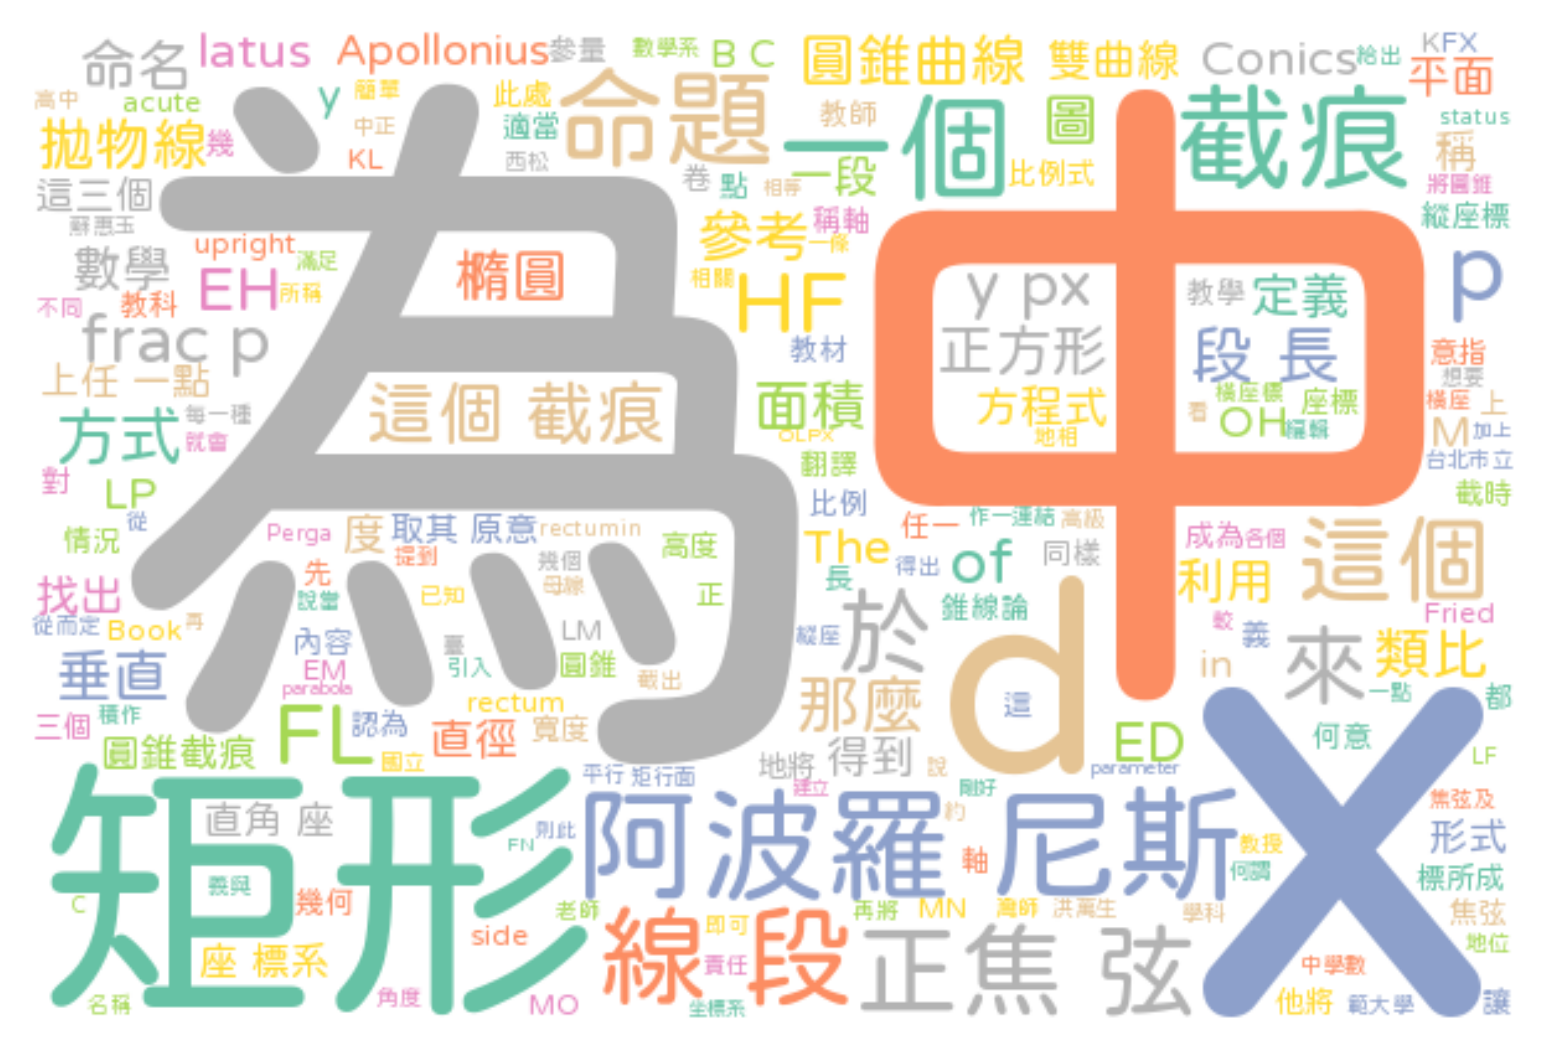 命名 latus Apollonius 參量 數學系 B C 圓錐曲線 雙曲線 Conics 給出 KFX 平面
高中 acute y 簡單 此處 命題 教師 一個 圖 截痕 status
拋物線 幾 中正 適當 稱
KL 西松 卷 點 相等 一段 比例式 將圓錐
這三個 為 中 縱座標
蘇惠玉 參考 稱軸 一條
數學 upright 滿足 橢圓 相關 HF y px 教學 定義 p
不同 教科 EH 所稱
frac p 教材 正方形 段 長 意指
上任 一點 這個 截痕 面積 方程式 橫座標 座標 想要
方式 每一種 就會 OLPX 地相 看 OH 編輯 橫座 上
M 加上
對 LP 翻譯 台北市立
從 比例 截時
情況 Perga 度 取其 原意 rectumin 高度 The 任一 作一連結 高級 成為 各個 這個
提到 幾個 得出 of 同樣
找出 先 說當 已知 母線 正 長 利用
從而定 Book 再 於 錐線論 d 較 Fried
內容 臺 LM 縱座 義 來 類比
垂直 EM 引入 圓錐 截出 in
parabola rectum 那麼 這 一點 都
三個 積作 FL 認為 直徑 寬度 ED 何意
圓錐截痕 國立 地將 得到 說 parameter X LF
矩形 平行 矩行面 建立 剛好
直角 座 則此 阿波羅 約 尼斯 焦弦及
FN 教授 形式
義與 軸 何謂 標所成
C 幾何 老師 即可 再將 MN 灣師 洪萬生 學科 焦弦
座 標系 side 線段 正焦 弦 地位
責任 中學數
名稱 角度 MO 坐標系 他將 範大學 讓